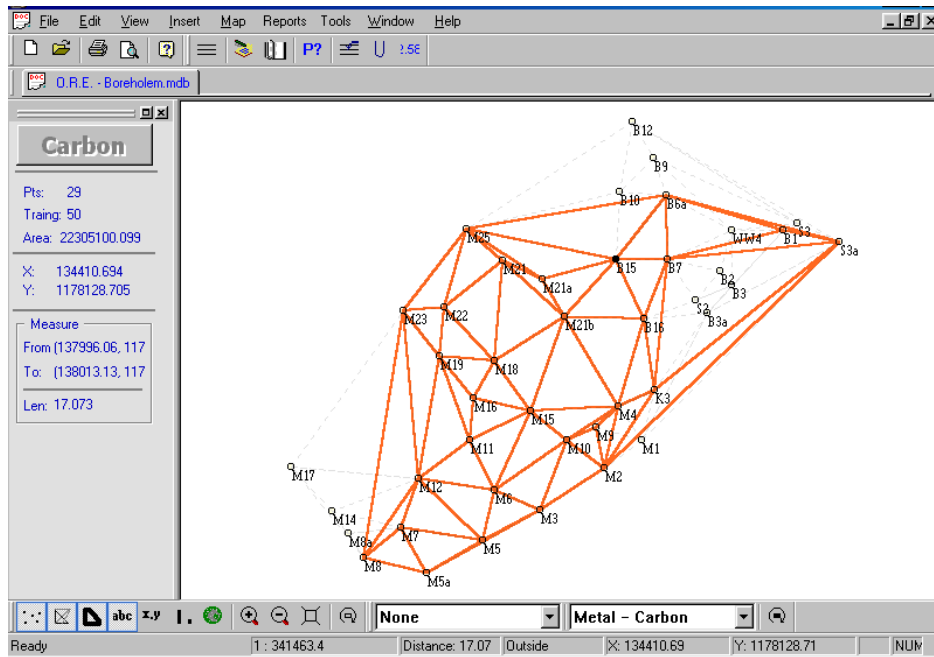 File Edit View Insert Map Reports Tools Window Help
P? 2.58
O.R.E. - Boreholem.mdb
Carbon
Pts: 29
Traing: 50
Area: 22305100.099
X: 134410.694
Y: 1178128.705
Measure
From (137996.06, 117
To: (138013.13, 117
Len: 17.073
B12
B9
B10
B6a
M25
WW4
B1
S3
S3a
M21
B15
B7
M21a
B2
B3
S2
B3a
M23
M22
M21b
B16
M19
M18
M16
K3
M15
M4
M9
M11
M10
M1
M17
M12
M2
M6
M14
M3
M7
M8a
M5
M8
M5a
abc x,y None Metal - Carbon
Ready 1 : 341463.4 Distance: 17.07 Outside X: 134410.69 Y: 1178128.71 NUM